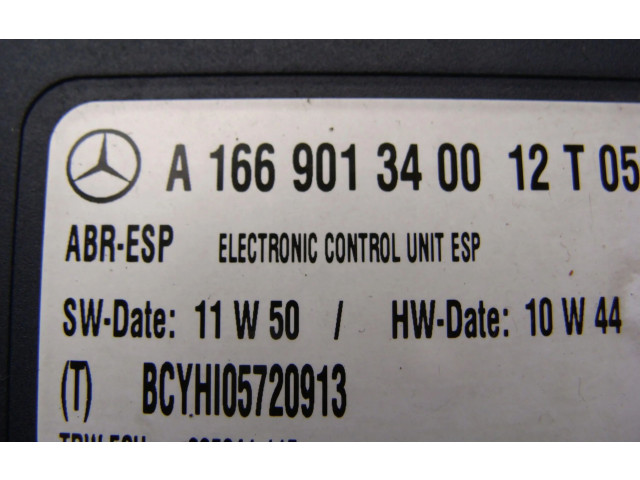 A 166 901 34 00 12 T 05
ABR-ESP ELECTRONIC CONTROL UNIT ESP
SW-Date: 11 W 50 / HW-Date: 10 W 44
(T) BCYHI05720913